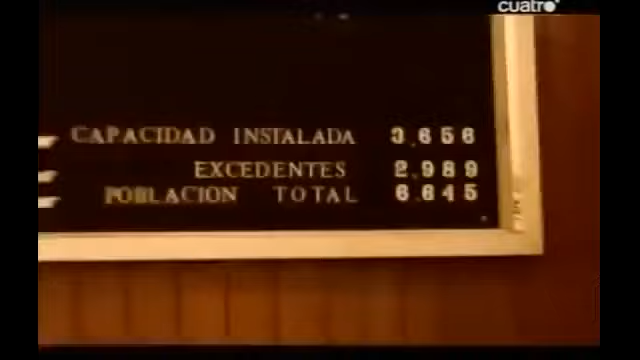 cuatro
CAPACIDAD INSTALADA 3.656
EXCEDENTES 2.989
POBLACION TOTAL 6.645